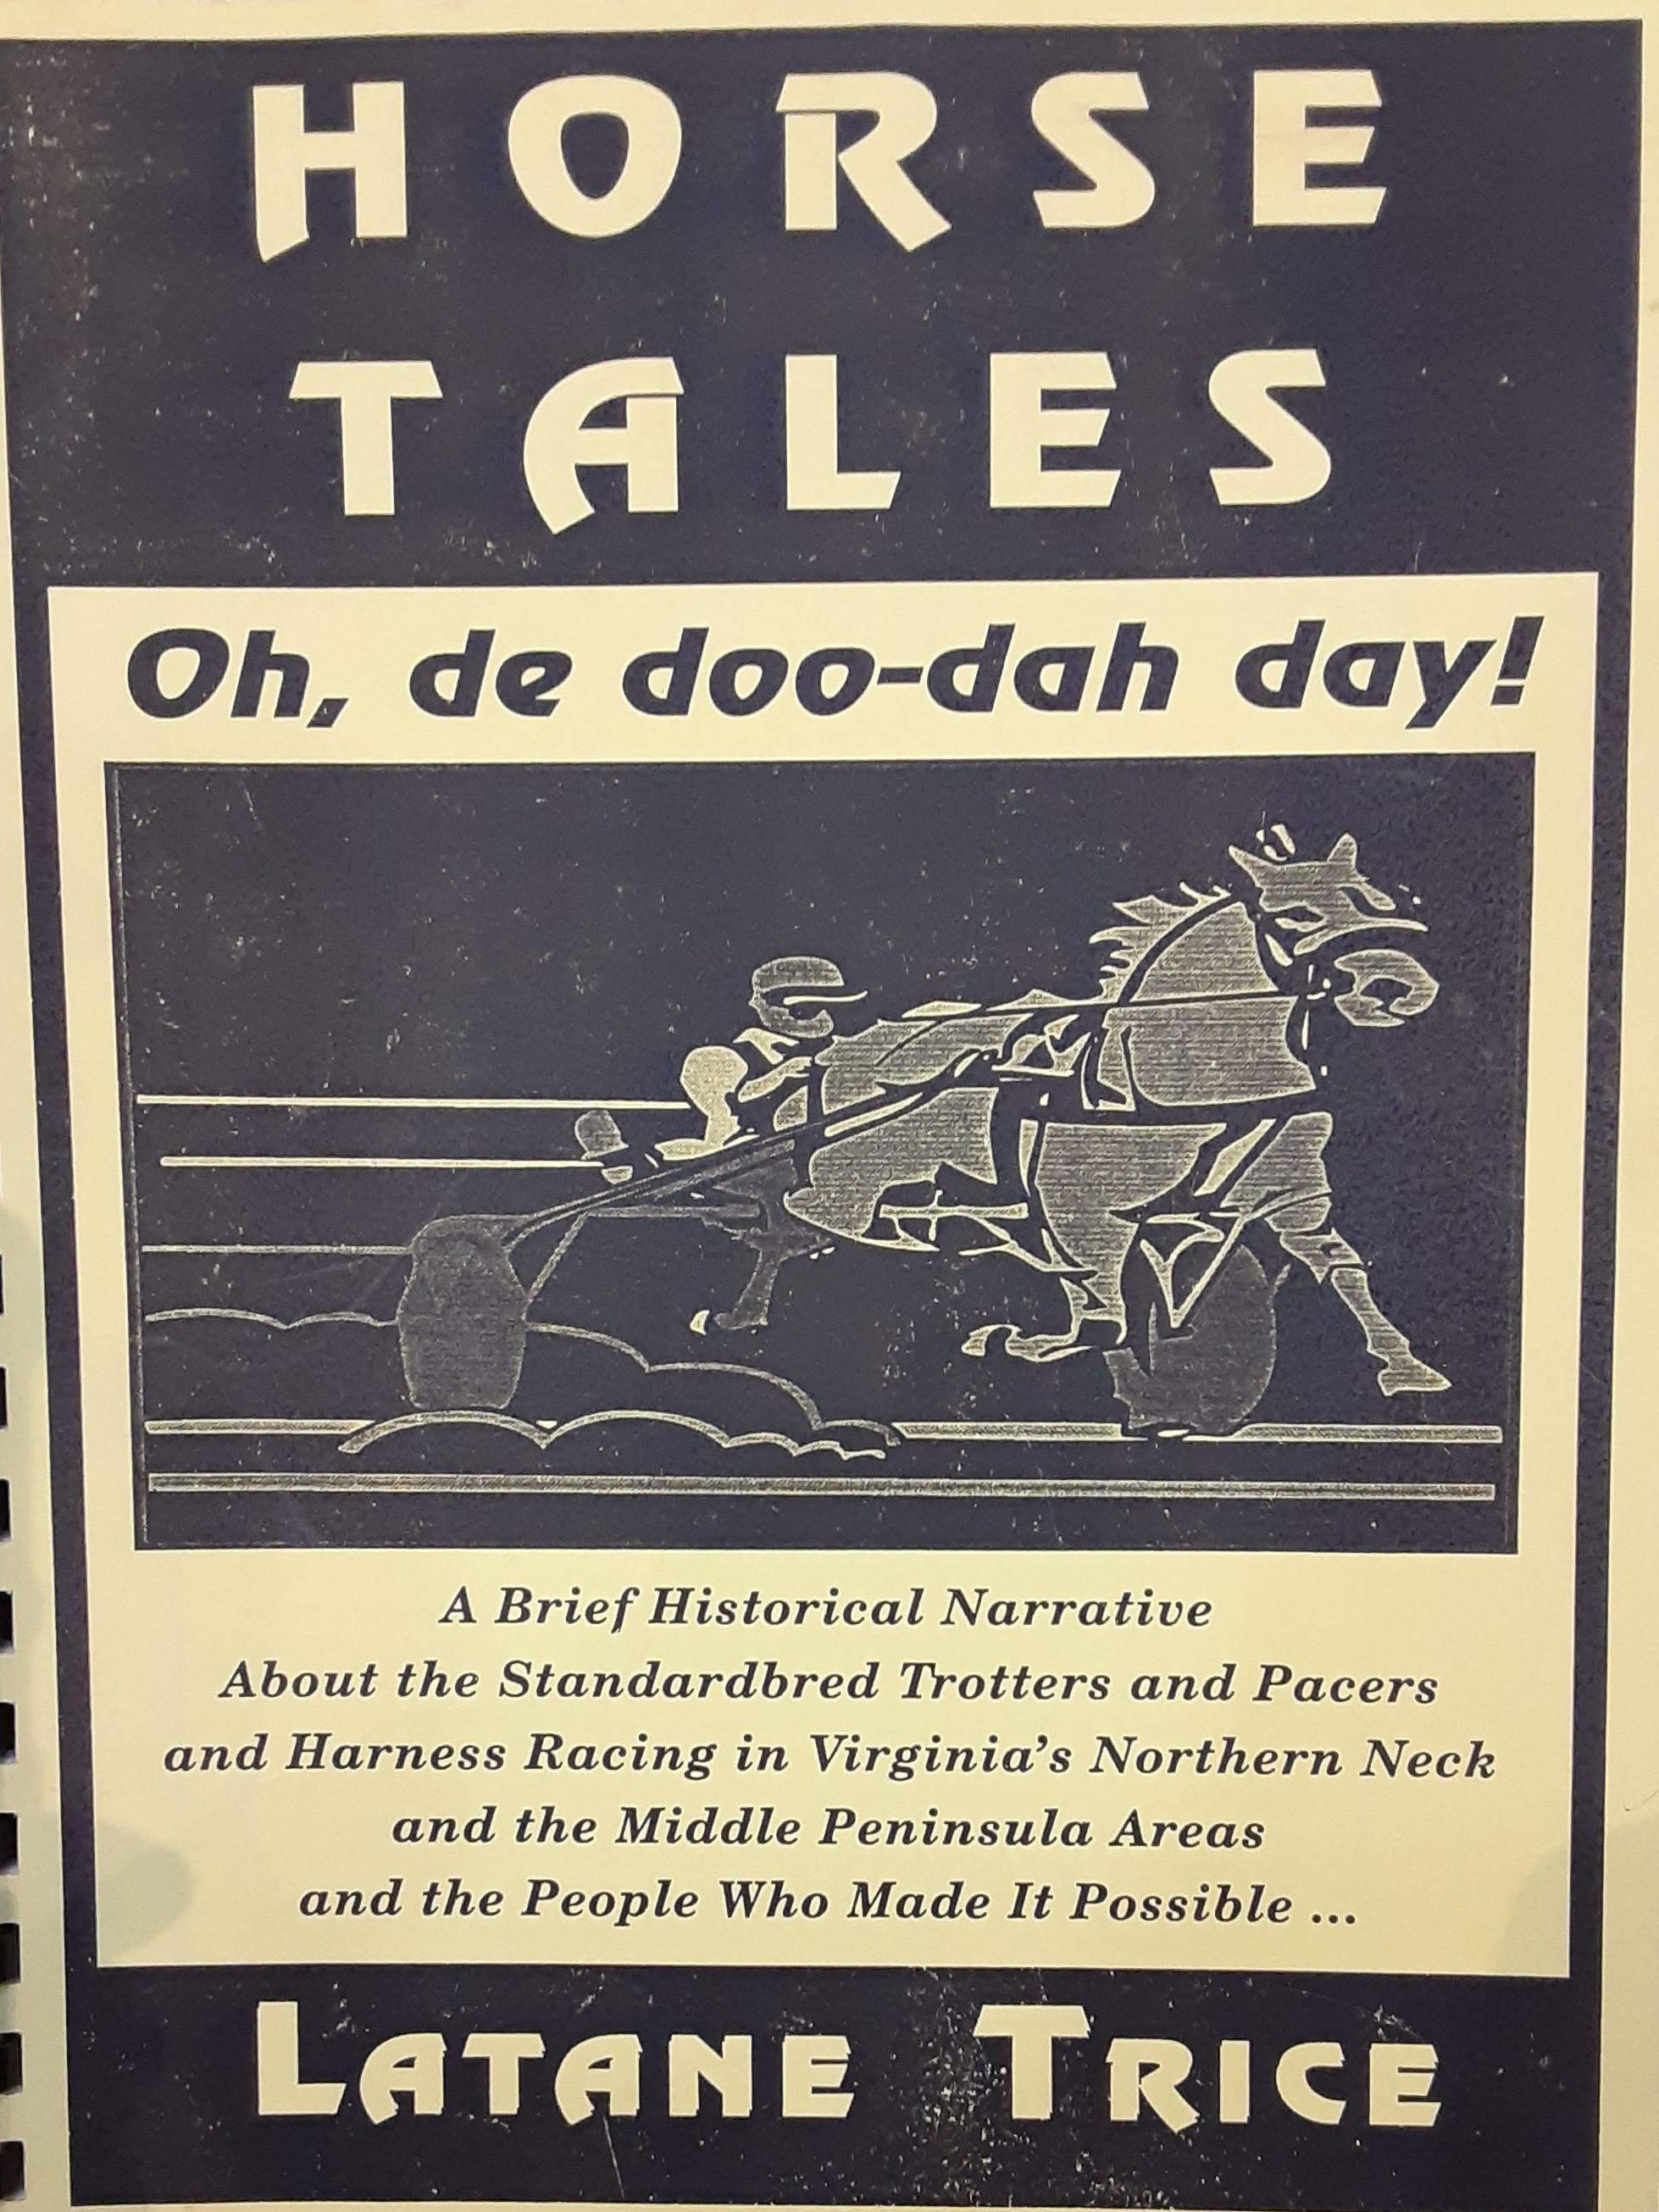 HORSE
TALES
Oh, de doo-dah day!
A Brief Historical Narrative
About the Standardbred Trotters and Pacers
and Harness Racing in Virginia's Northern Neck
and the Middle Peninsula Areas
and the People Who Made It Possible ...
LATANE TRICE